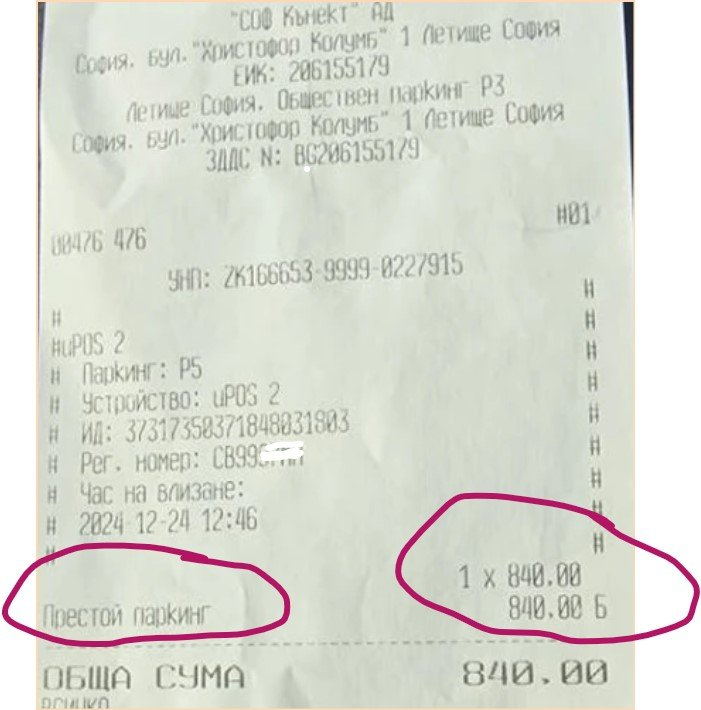 "СОФ Кънект" АД
София. бул. "Христофор Колумб" 1 Летище София
ЕИК: 206155179
Летище София. Обществен паркинг P3
София. бул. "Христофор Колумб" 1 Летище София
ЗДДС N: BG206155179
00476 476 #01
УНП: ZK166653-9999-0227915
# #
#uPOS 2 #
# Паркинг: P5 #
# Устройство: uPOS 2 #
# ИД: 37317350371848031803 #
# Рег. номер: CB99 #
# Час на влизане: #
# 2024-12-24 12:46 #
# #
1 x 840.00
Престой паркинг 840.00 Б
ОБЩА СУМА 840.00